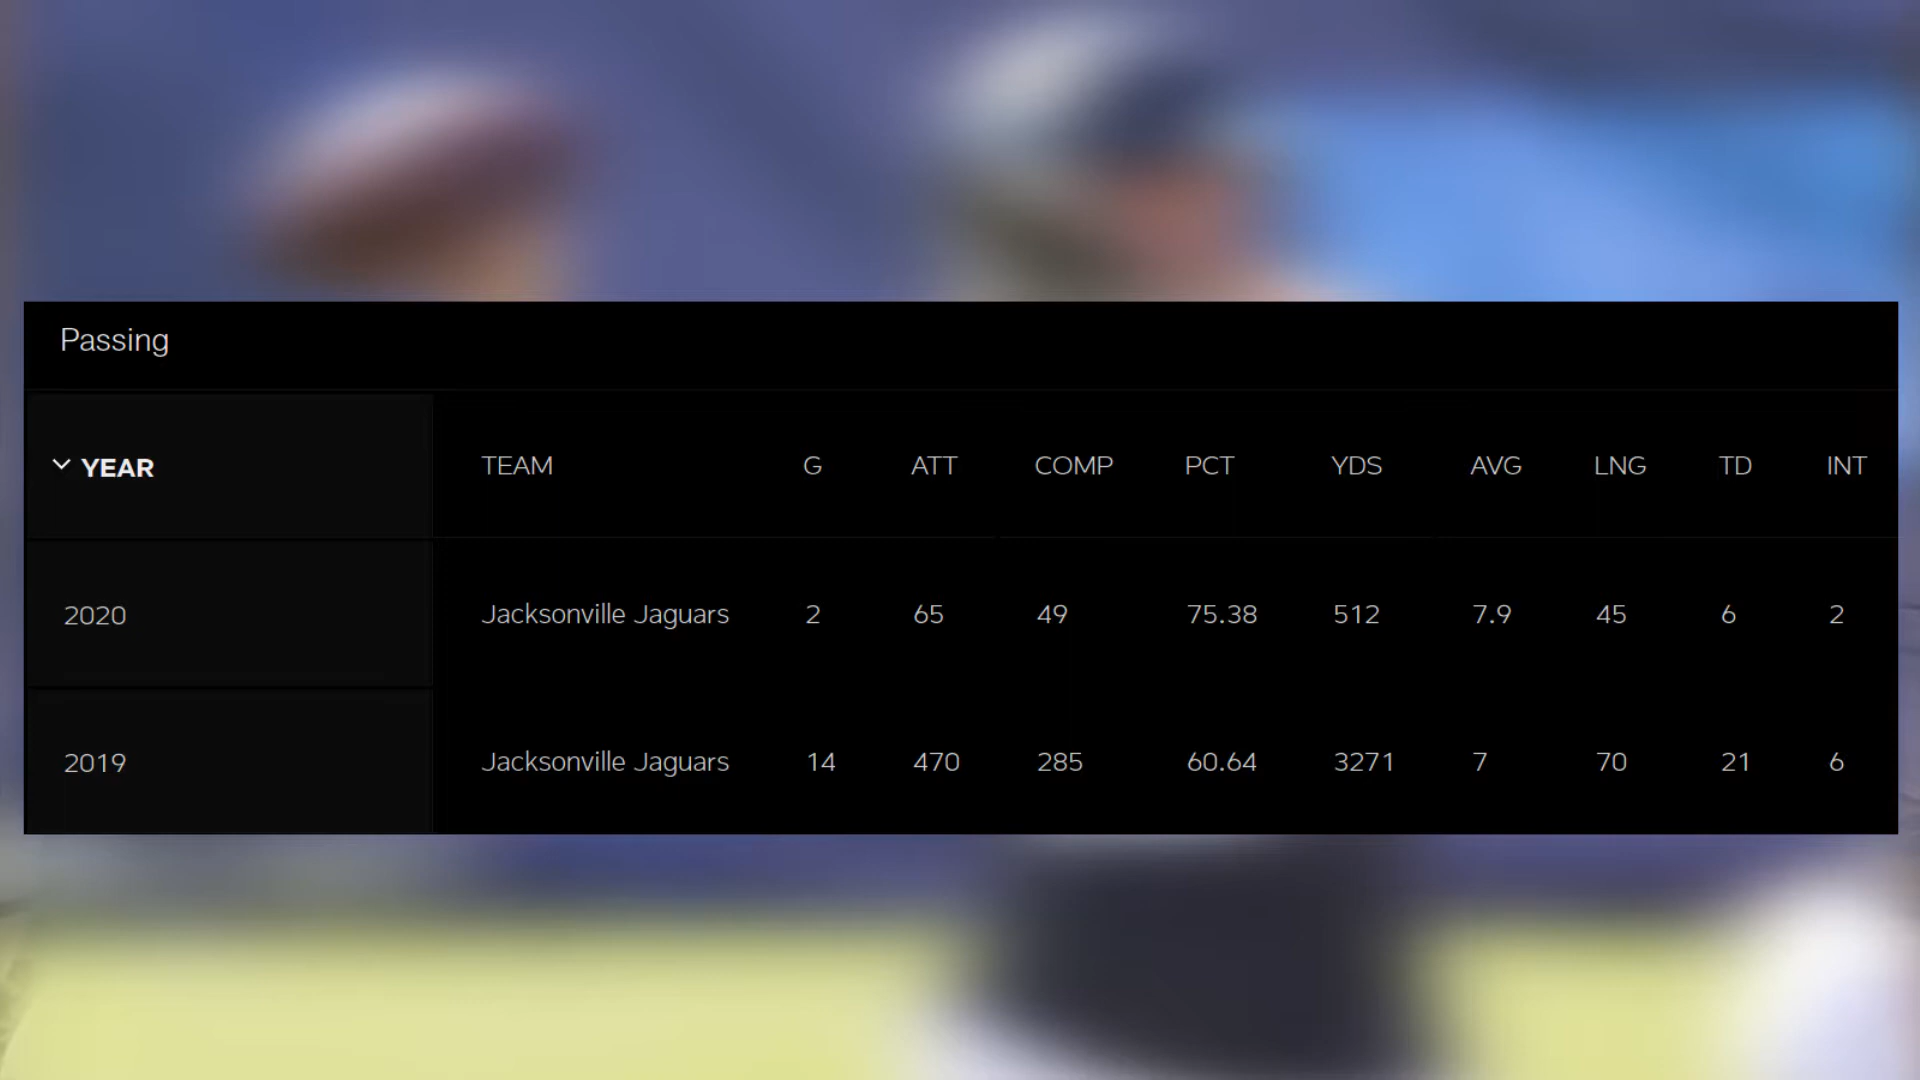 Passing
YEAR TEAM G ATT COMP PCT YDS AVG LNG TD INT
2020 Jacksonville Jaguars 2 65 49 75.38 512 7.9 45 6 2
2019 Jacksonville Jaguars 14 470 285 60.64 3271 7 70 21 6